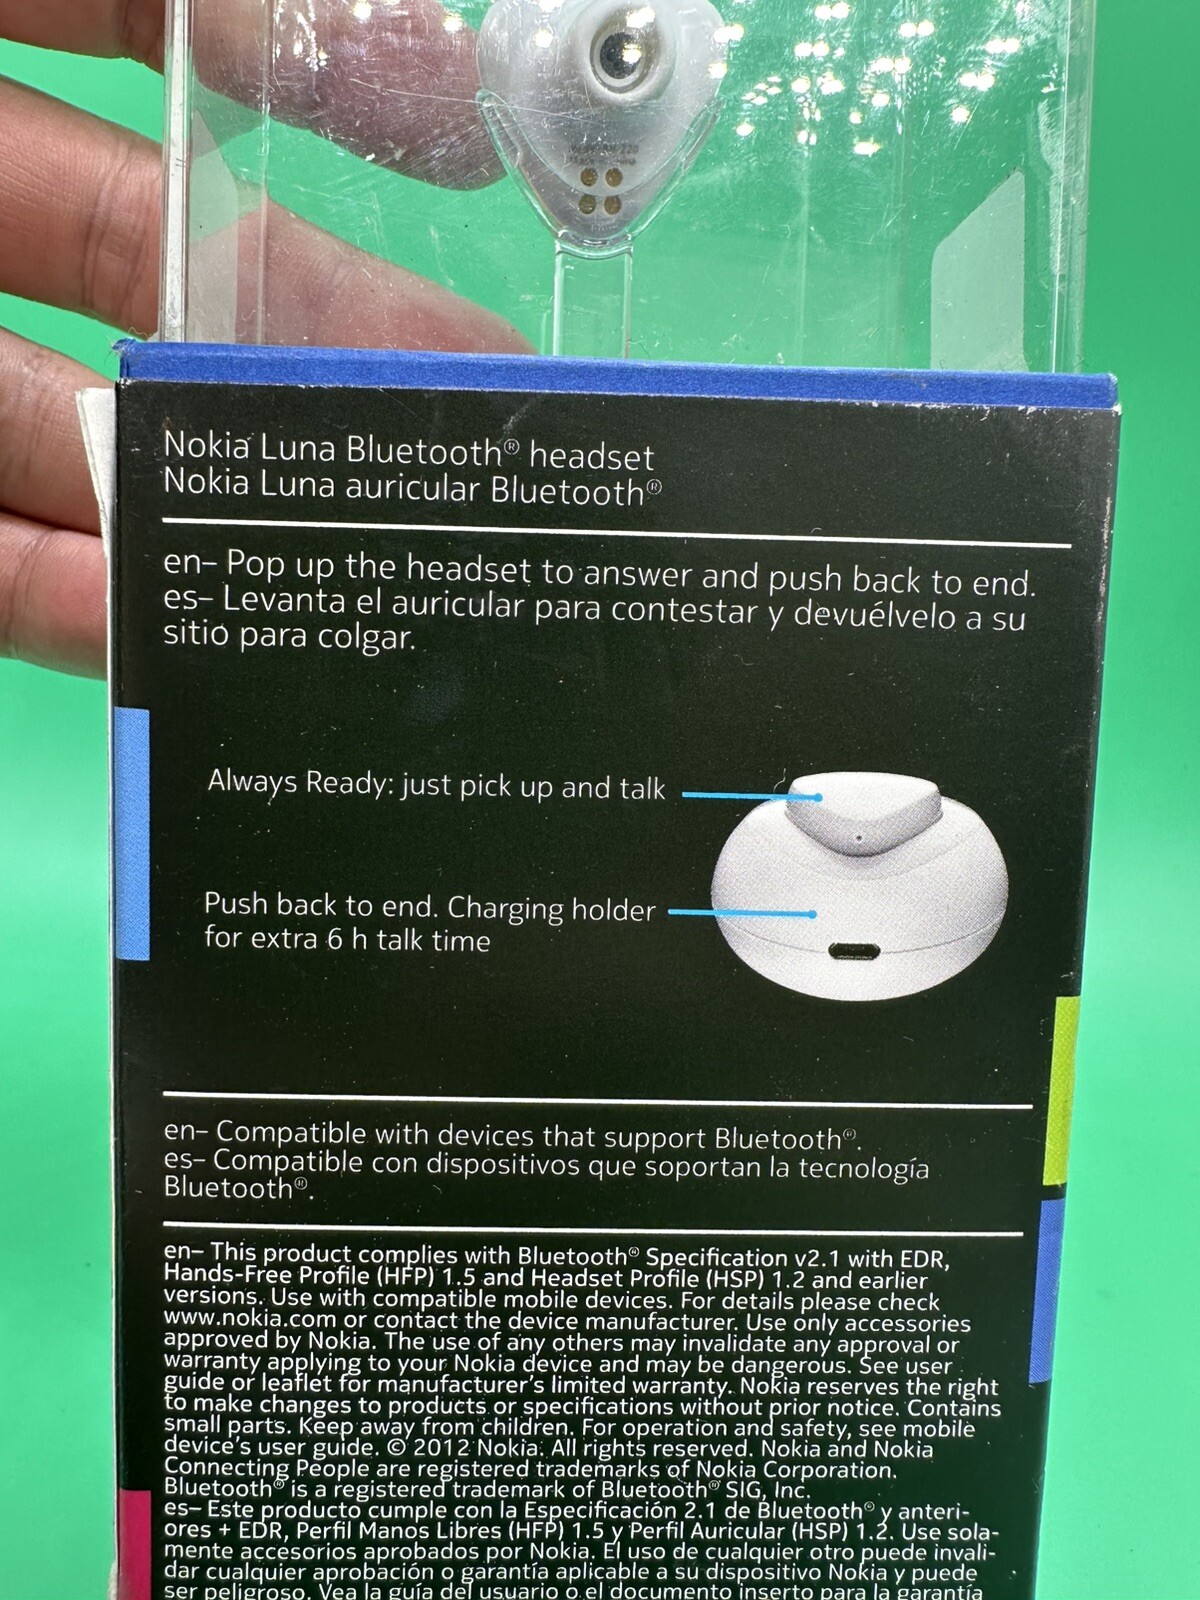 Nokia Luna Bluetooth® headset
Nokia Luna auricular Bluetooth®
en– Pop up the headset to answer and push back to end.
es– Levanta el auricular para contestar y devuélvelo a su
sitio para colgar.
Always Ready: just pick up and talk
Push back to end. Charging holder
for extra 6 h talk time
en– Compatible with devices that support Bluetooth®.
es– Compatible con dispositivos que soportan la tecnología
Bluetooth®.
en– This product complies with Bluetooth® Specification v2.1 with EDR,
Hands-Free Profile (HFP) 1.5 and Headset Profile (HSP) 1.2 and earlier
versions. Use with compatible mobile devices. For details please check
www.nokia.com or contact the device manufacturer. Use only accessories
approved by Nokia. The use of any others may invalidate any approval or
warranty applying to your Nokia device and may be dangerous. See user
guide or leaflet for manufacturer's limited warranty. Nokia reserves the right
to make changes to products or specifications without prior notice. Contains
small parts. Keep away from children. For operation and safety, see mobile
device's user guide. © 2012 Nokia. All rights reserved. Nokia and Nokia
Connecting People are registered trademarks of Nokia Corporation.
Bluetooth® is a registered trademark of Bluetooth® SIG, Inc.
es– Este producto cumple con la Especificación 2.1 de Bluetooth® y anteri-
ores + EDR, Perfil Manos Libres (HFP) 1.5 y Perfil Auricular (HSP) 1.2. Use sola-
mente accesorios aprobados por Nokia. El uso de cualquier otro puede invali-
dar cualquier aprobación o garantía aplicable a su dispositivo Nokia y puede
ser peligroso. Vea la guía del usuario o el documento inserto para la garantía